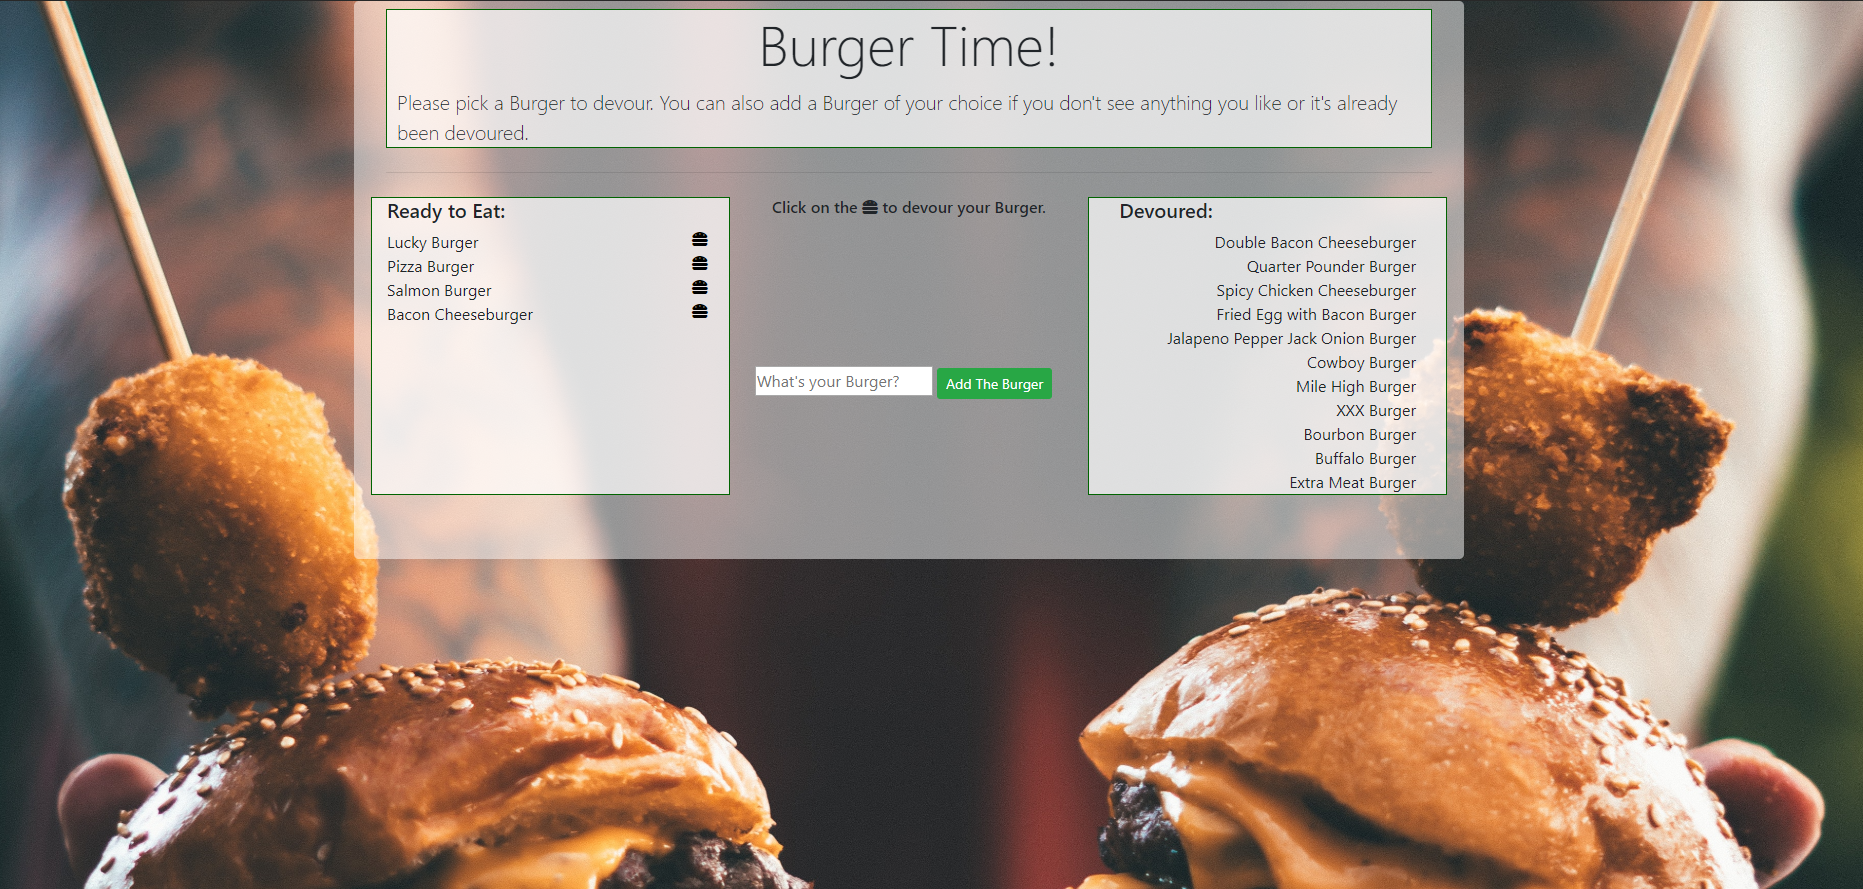 Burger Time!
Please pick a Burger to devour. You can also add a Burger of your choice if you don't see anything you like or it's already
been devoured.
Ready to Eat:
Lucky Burger
Pizza Burger
Salmon Burger
Bacon Cheeseburger
Click on the to devour your Burger.
What's your Burger?
Add The Burger
Devoured:
Double Bacon Cheeseburger
Quarter Pounder Burger
Spicy Chicken Cheeseburger
Fried Egg with Bacon Burger
Jalapeno Pepper Jack Onion Burger
Cowboy Burger
Mile High Burger
XXX Burger
Bourbon Burger
Buffalo Burger
Extra Meat Burger